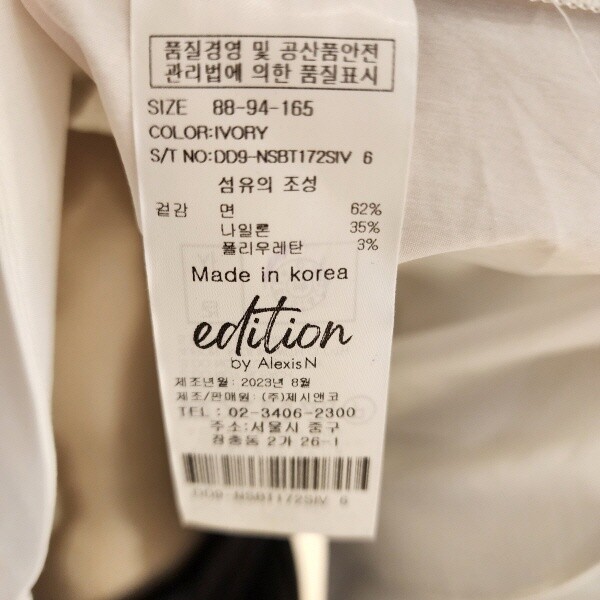 품질경영 및 공산품안전
관리법에 의한 품질표시
SIZE 88-94-165
COLOR:IVORY
S/T NO:DD9-NSBT172SIV 6
섬유의 조성
겉감 면 62%
나일론 35%
폴리우레탄 3%
Made in korea
edition
by AlexisN
제조년월: 2023년 8월
제조/판매원: (주)제시앤코
TEL : 02-3406-2300
주소:서울시 중구
장충동 2가 26-1
DD9-NSBT172SIV 6